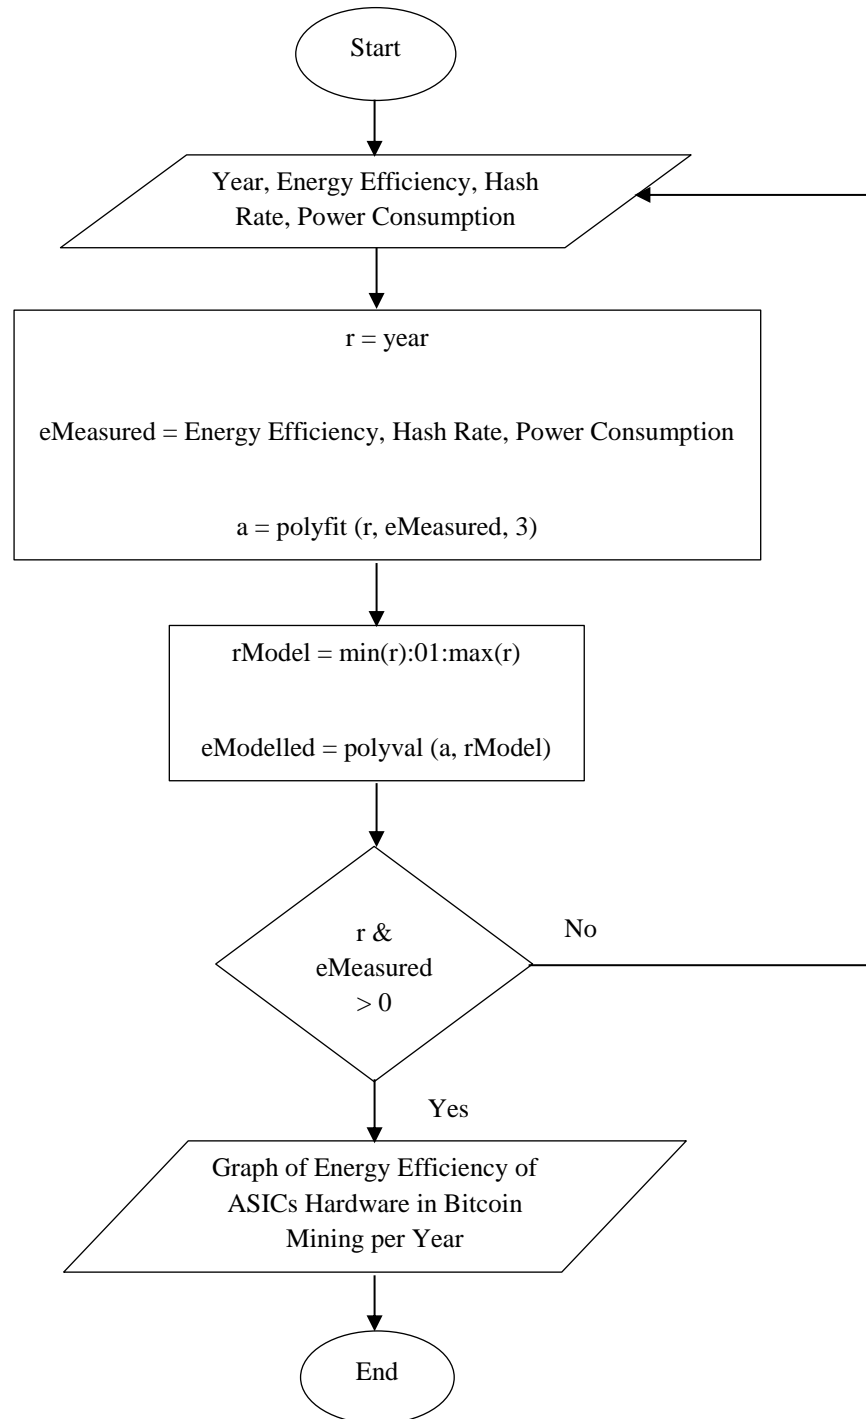 Start
Year, Energy Efficiency, Hash
Rate, Power Consumption
r = year
eMeasured = Energy Efficiency, Hash Rate, Power Consumption
a = polyfit (r, eMeasured, 3)
rModel = min(r):01:max(r)
eModelled = polyval (a, rModel)
r &
eMeasured
> 0
No
Yes
Graph of Energy Efficiency of
ASICs Hardware in Bitcoin
Mining per Year
End